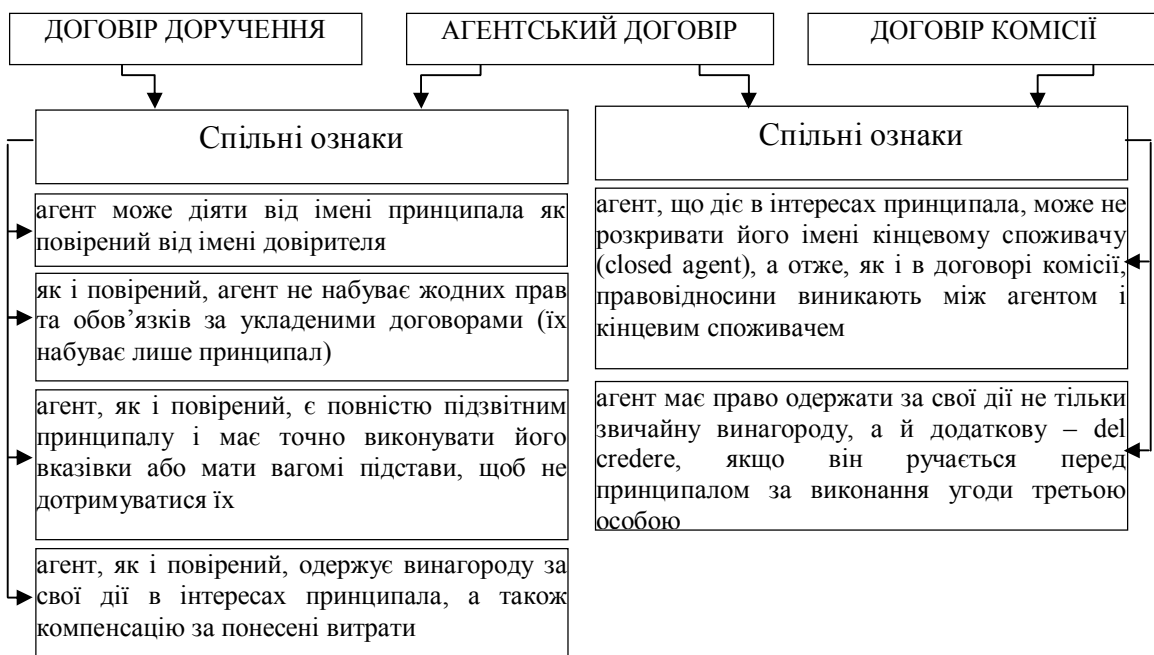 ДОГОВІР ДОРУЧЕННЯ
АГЕНТСЬКИЙ ДОГОВІР
ДОГОВІР КОМІСІЇ
Спільні ознаки
агент може діяти від імені принципала як
повірений від імені довірителя
як і повірений, агент не набуває жодних прав
та обов’язків за укладеними договорами (їх
набуває лише принципал)
агент, як і повірений, є повністю підзвітним
принципалу і має точно виконувати його
вказівки або мати вагомі підстави, щоб не
дотримуватися їх
агент, як і повірений, одержує винагороду за
свої дії в інтересах принципала, а також
компенсацію за понесені витрати
Спільні ознаки
агент, що діє в інтересах принципала, може не
розкривати його імені кінцевому споживачу
(closed agent), а отже, як і в договорі комісії,
правовідносини виникають між агентом і
кінцевим споживачем
агент має право одержати за свої дії не тільки
звичайну винагороду, а й додаткову – del
credere, якщо він ручається перед
принципалом за виконання угоди третьою
особою